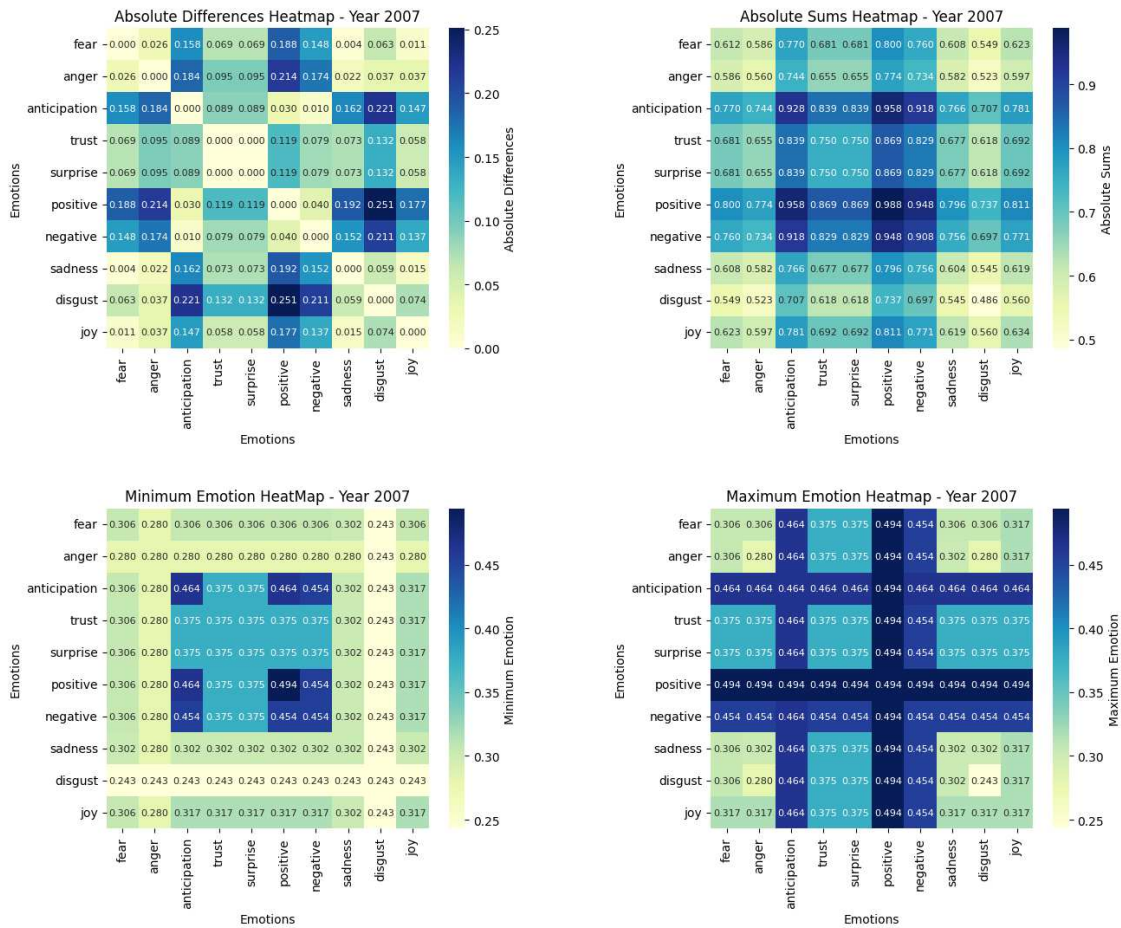 Absolute Differences Heatmap - Year 2007
fear 0.000 0.026 0.158 0.069 0.069 0.188 0.148 0.004 0.063 0.011
anger 0.026 0.000 0.184 0.095 0.095 0.214 0.174 0.022 0.037 0.037
anticipation 0.158 0.184 0.000 0.089 0.089 0.030 0.010 0.162 0.221 0.147
trust 0.069 0.095 0.089 0.000 0.000 0.119 0.079 0.073 0.132 0.058
surprise 0.069 0.095 0.089 0.000 0.000 0.119 0.079 0.073 0.132 0.058
positive 0.188 0.214 0.030 0.119 0.119 0.000 0.040 0.192 0.251 0.177
negative 0.148 0.174 0.010 0.079 0.079 0.040 0.000 0.152 0.211 0.137
sadness 0.004 0.022 0.162 0.073 0.073 0.192 0.152 0.000 0.059 0.015
disgust 0.063 0.037 0.221 0.132 0.132 0.251 0.211 0.059 0.000 0.074
joy 0.011 0.037 0.147 0.058 0.058 0.177 0.137 0.015 0.074 0.000
fear anger anticipation trust surprise positive negative sadness disgust joy
Emotions
Emotions
0.25
0.20
0.15
0.10
0.05
0.00
Absolute Differences
Absolute Sums Heatmap - Year 2007
fear 0.612 0.586 0.770 0.681 0.681 0.800 0.760 0.608 0.549 0.623
anger 0.586 0.560 0.744 0.655 0.655 0.774 0.734 0.582 0.523 0.597
anticipation 0.770 0.744 0.928 0.839 0.839 0.958 0.918 0.766 0.707 0.781
trust 0.681 0.655 0.839 0.750 0.750 0.869 0.829 0.677 0.618 0.692
surprise 0.681 0.655 0.839 0.750 0.750 0.869 0.829 0.677 0.618 0.692
positive 0.800 0.774 0.958 0.869 0.869 0.988 0.948 0.796 0.737 0.811
negative 0.760 0.734 0.918 0.829 0.829 0.948 0.908 0.756 0.697 0.771
sadness 0.608 0.582 0.766 0.677 0.677 0.796 0.756 0.604 0.545 0.619
disgust 0.549 0.523 0.707 0.618 0.618 0.737 0.697 0.545 0.486 0.560
joy 0.623 0.597 0.781 0.692 0.692 0.811 0.771 0.619 0.560 0.634
fear anger anticipation trust surprise positive negative sadness disgust joy
Emotions
Emotions
0.9
0.8
0.7
0.6
0.5
Absolute Sums
Minimum Emotion HeatMap - Year 2007
fear 0.306 0.280 0.306 0.306 0.306 0.306 0.306 0.302 0.243 0.306
anger 0.280 0.280 0.280 0.280 0.280 0.280 0.280 0.280 0.243 0.280
anticipation 0.306 0.280 0.464 0.375 0.375 0.464 0.454 0.302 0.243 0.317
trust 0.306 0.280 0.375 0.375 0.375 0.375 0.375 0.302 0.243 0.317
surprise 0.306 0.280 0.375 0.375 0.375 0.375 0.375 0.302 0.243 0.317
positive 0.306 0.280 0.464 0.375 0.375 0.494 0.454 0.302 0.243 0.317
negative 0.306 0.280 0.454 0.375 0.375 0.454 0.454 0.302 0.243 0.317
sadness 0.302 0.280 0.302 0.302 0.302 0.302 0.302 0.302 0.243 0.302
disgust 0.243 0.243 0.243 0.243 0.243 0.243 0.243 0.243 0.243 0.243
joy 0.306 0.280 0.317 0.317 0.317 0.317 0.317 0.302 0.243 0.317
fear anger anticipation trust surprise positive negative sadness disgust joy
Emotions
Emotions
0.45
0.40
0.35
0.30
0.25
Minimum Emotion
Maximum Emotion Heatmap - Year 2007
fear 0.306 0.306 0.464 0.375 0.375 0.494 0.454 0.306 0.306 0.317
anger 0.306 0.280 0.464 0.375 0.375 0.494 0.454 0.302 0.280 0.317
anticipation 0.464 0.464 0.464 0.464 0.464 0.494 0.464 0.464 0.464 0.464
trust 0.375 0.375 0.464 0.375 0.375 0.494 0.454 0.375 0.375 0.375
surprise 0.375 0.375 0.464 0.375 0.375 0.494 0.454 0.375 0.375 0.375
positive 0.494 0.494 0.494 0.494 0.494 0.494 0.494 0.494 0.494 0.494
negative 0.454 0.454 0.464 0.454 0.454 0.494 0.454 0.454 0.454 0.454
sadness 0.306 0.302 0.464 0.375 0.375 0.494 0.454 0.302 0.302 0.317
disgust 0.306 0.280 0.464 0.375 0.375 0.494 0.454 0.302 0.243 0.317
joy 0.317 0.317 0.464 0.375 0.375 0.494 0.454 0.317 0.317 0.317
fear anger anticipation trust surprise positive negative sadness disgust joy
Emotions
Emotions
0.45
0.40
0.35
0.30
0.25
Maximum Emotion